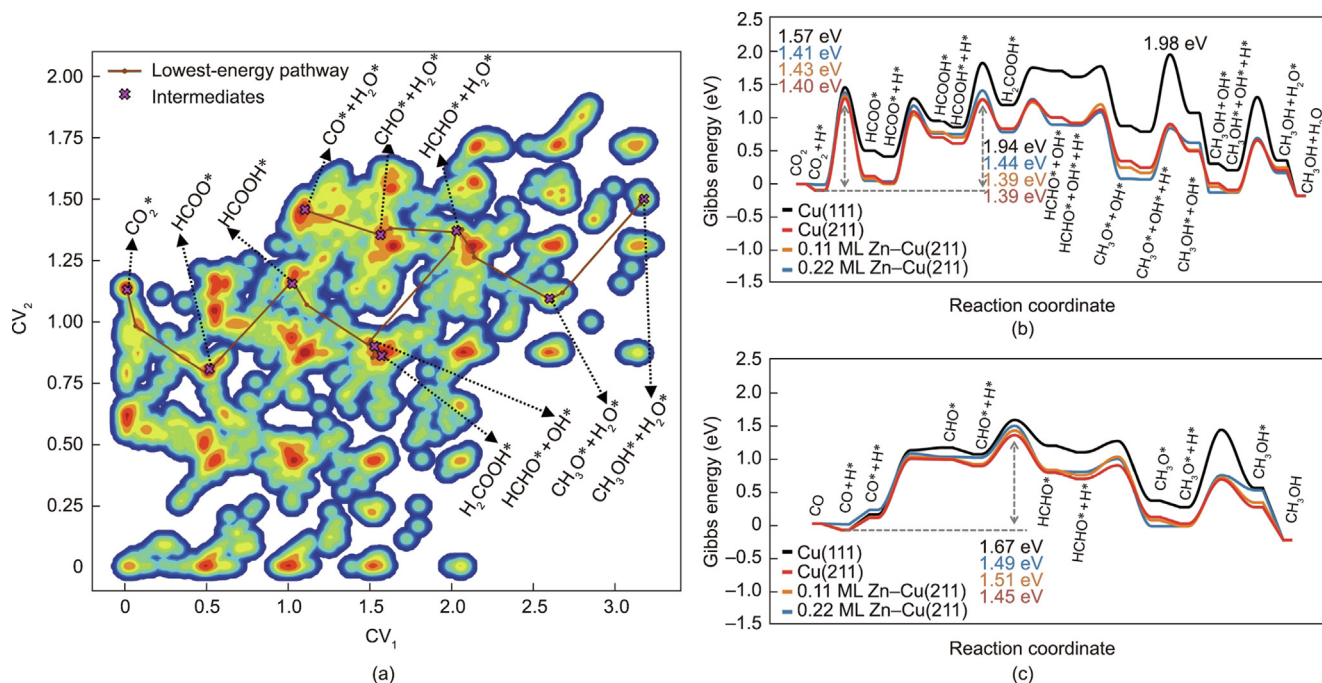 2.00
1.75
1.50
1.25
1.00
0.75
0.50
0.25
0
CV₂
Lowest-energy pathway
Intermediates
CO₂*
HCOO*
HCOOH*
CO*+H₂O*
CHO*+H₂O*
HCHO*+H₂O*
H₂COOH*
HCHO*+OH*
CH₃O*+H₂O*
CH₃OH*+H₂O*
0
0.5
1.0
1.5
2.0
2.5
3.0
CV₁
(a)
2.5
2.0
1.5
1.0
0.5
0
−0.5
−1.0
−1.5
Gibbs energy (eV)
1.57 eV
1.41 eV
1.43 eV
1.40 eV
1.98 eV
1.94 eV
1.44 eV
1.39 eV
1.39 eV
CO₂
CO₂+H*
HCOO*
HCOO*+H*
HCOOH*
HCOOH*+H*
H₂COOH*
HCHO*+OH*
HCHO*+OH*+H*
CH₃O*+OH*
CH₃O*+OH*+H*
CH₃OH*+OH*
CH₃OH+OH*
CH₃OH*+OH*+H*
CH₃OH+H₂O*
CH₃OH+H₂O
Cu(111)
Cu(211)
0.11 ML Zn–Cu(211)
0.22 ML Zn–Cu(211)
Reaction coordinate
(b)
2.5
2.0
1.5
1.0
0.5
0
−0.5
−1.0
−1.5
Gibbs energy (eV)
CO
CO+H*
CO*+H*
CHO*
CHO*+H*
HCHO*
HCHO*+H*
CH₃O*
CH₃O*+H*
CH₃OH*
CH₃OH
1.67 eV
1.49 eV
1.51 eV
1.45 eV
Cu(111)
Cu(211)
0.11 ML Zn–Cu(211)
0.22 ML Zn–Cu(211)
Reaction coordinate
(c)